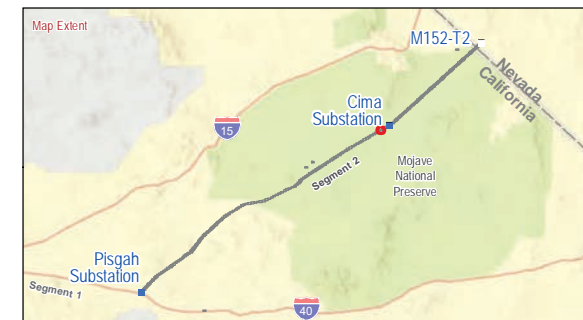 Map Extent
M152-T2
Nevada
California
Cima
Substation
15
Segment 2
Mojave
National
Preserve
Pisgah
Substation
Segment 1
40